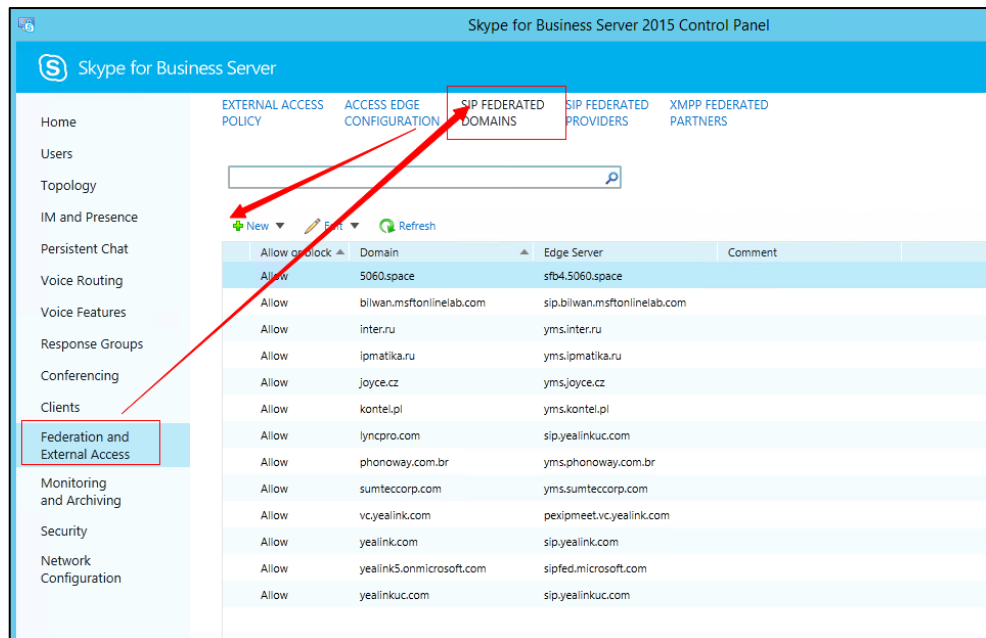 Skype for Business Server 2015 Control Panel
Skype for Business Server
Home
Users
Topology
IM and Presence
Persistent Chat
Voice Routing
Voice Features
Response Groups
Conferencing
Clients
Federation and
External Access
Monitoring
and Archiving
Security
Network
Configuration
EXTERNAL ACCESS
POLICY
ACCESS EDGE
CONFIGURATION
SIP FEDERATED
DOMAINS
SIP FEDERATED
PROVIDERS
XMPP FEDERATED
PARTNERS
New Edit Refresh
Allow or block Domain Edge Server Comment
Allow 5060.space sfb4.5060.space
Allow bilwan.msftonlinelab.com sip.bilwan.msftonlinelab.com
Allow inter.ru yms.inter.ru
Allow ipmatika.ru yms.ipmatika.ru
Allow joyce.cz yms.joyce.cz
Allow kontel.pl yms.kontel.pl
Allow lyncpro.com sip.yealinkuc.com
Allow phonoway.com.br yms.phonoway.com.br
Allow sumteccorp.com yms.sumteccorp.com
Allow vc.yealink.com pexipmeet.vc.yealink.com
Allow yealink.com sip.yealink.com
Allow yealink5.onmicrosoft.com sipfed.microsoft.com
Allow yealinkuc.com sip.yealinkuc.com